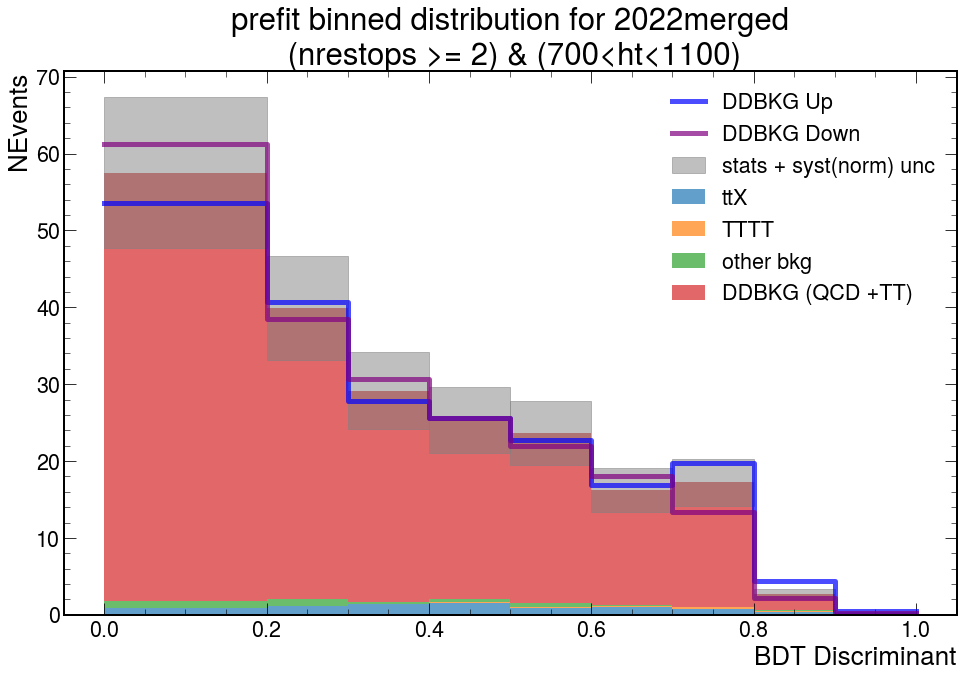 prefit binned distribution for 2022merged
(nrestops >= 2) & (700<ht<1100)
NEvents
70
60
50
40
30
20
10
0
DDBKG Up
DDBKG Down
stats + syst(norm) unc
ttX
TTTT
other bkg
DDBKG (QCD +TT)
0.0 0.2 0.4 0.6 0.8 1.0
BDT Discriminant